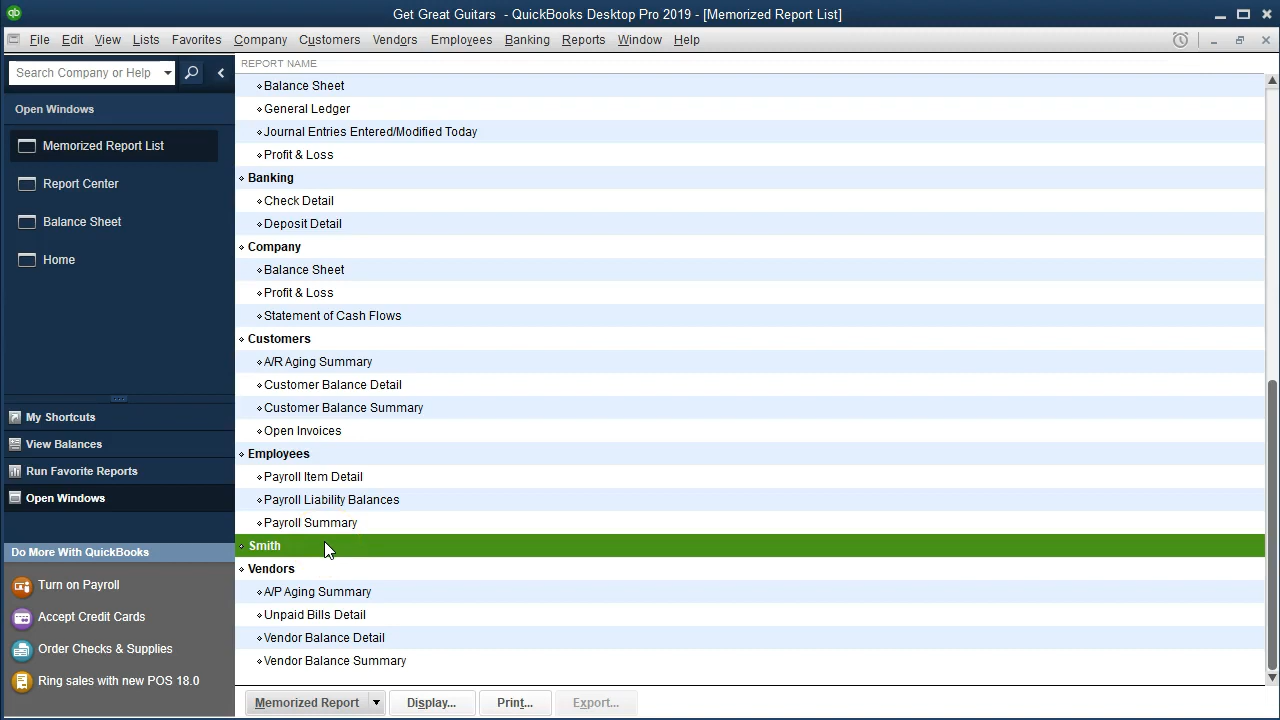 Get Great Guitars - QuickBooks Desktop Pro 2019 - [Memorized Report List]
File Edit View Lists Favorites Company Customers Vendors Employees Banking Reports Window Help
Search Company or Help
REPORT NAME
Open Windows
Memorized Report List
Report Center
Balance Sheet
Home
My Shortcuts
View Balances
Run Favorite Reports
Open Windows
Do More With QuickBooks
Turn on Payroll
Accept Credit Cards
Order Checks & Supplies
Ring sales with new POS 18.0
Balance Sheet
General Ledger
Journal Entries Entered/Modified Today
Profit & Loss
Banking
Check Detail
Deposit Detail
Company
Balance Sheet
Profit & Loss
Statement of Cash Flows
Customers
A/R Aging Summary
Customer Balance Detail
Customer Balance Summary
Open Invoices
Employees
Payroll Item Detail
Payroll Liability Balances
Payroll Summary
Smith
Vendors
A/P Aging Summary
Unpaid Bills Detail
Vendor Balance Detail
Vendor Balance Summary
Memorized Report Display... Print... Export...